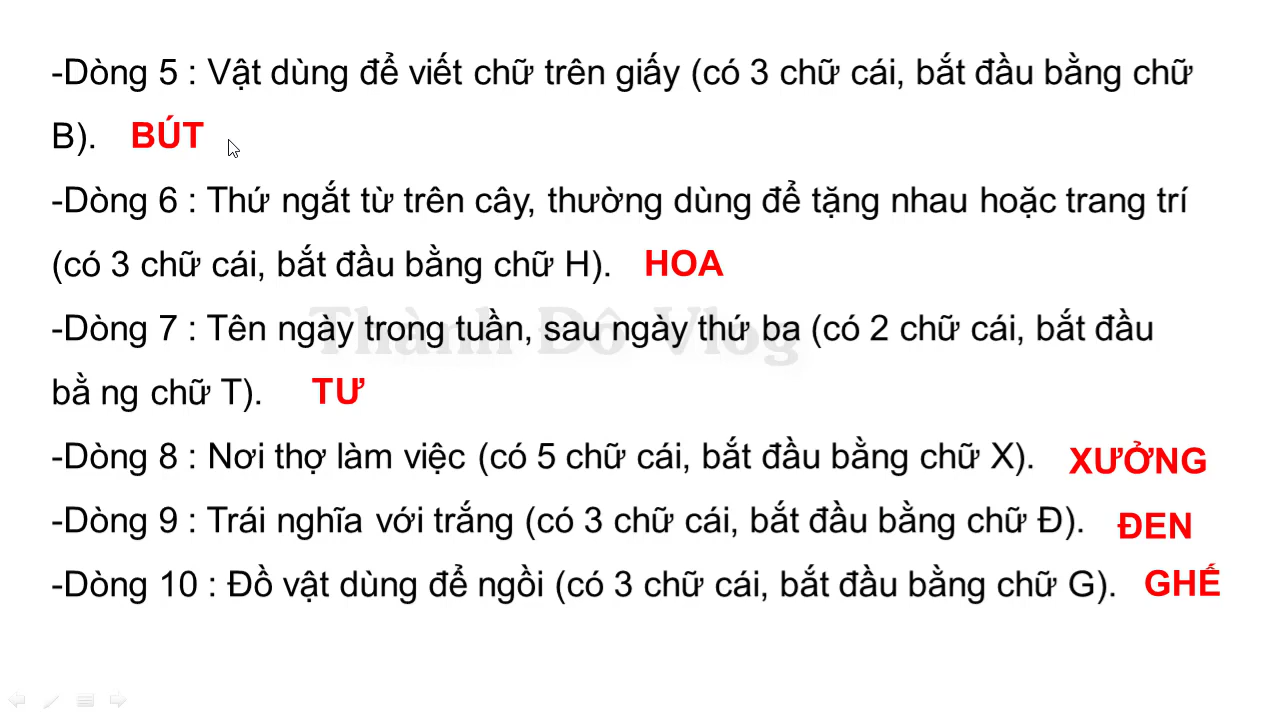 -Dòng 5 : Vật dùng để viết chữ trên giấy (có 3 chữ cái, bắt đầu bằng chữ
B). BÚT
-Dòng 6 : Thứ ngắt từ trên cây, thường dùng để tặng nhau hoặc trang trí
(có 3 chữ cái, bắt đầu bằng chữ H). HOA
-Dòng 7 : Tên ngày trong tuần, sau ngày thứ ba (có 2 chữ cái, bắt đầu
Thành Đô Vlog
bằ ng chữ T). TƯ
-Dòng 8 : Nơi thợ làm việc (có 5 chữ cái, bắt đầu bằng chữ X). XƯỞNG
-Dòng 9 : Trái nghĩa với trắng (có 3 chữ cái, bắt đầu bằng chữ Đ). ĐEN
-Dòng 10 : Đồ vật dùng để ngồi (có 3 chữ cái, bắt đầu bằng chữ G). GHẾ